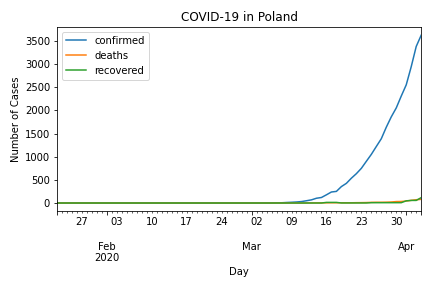 COVID-19 in Poland
confirmed
deaths
recovered
Number of Cases
3500
3000
2500
2000
1500
1000
500
0
27 03 10 17 24 02 09 16 23 30
Feb Mar Apr
2020
Day